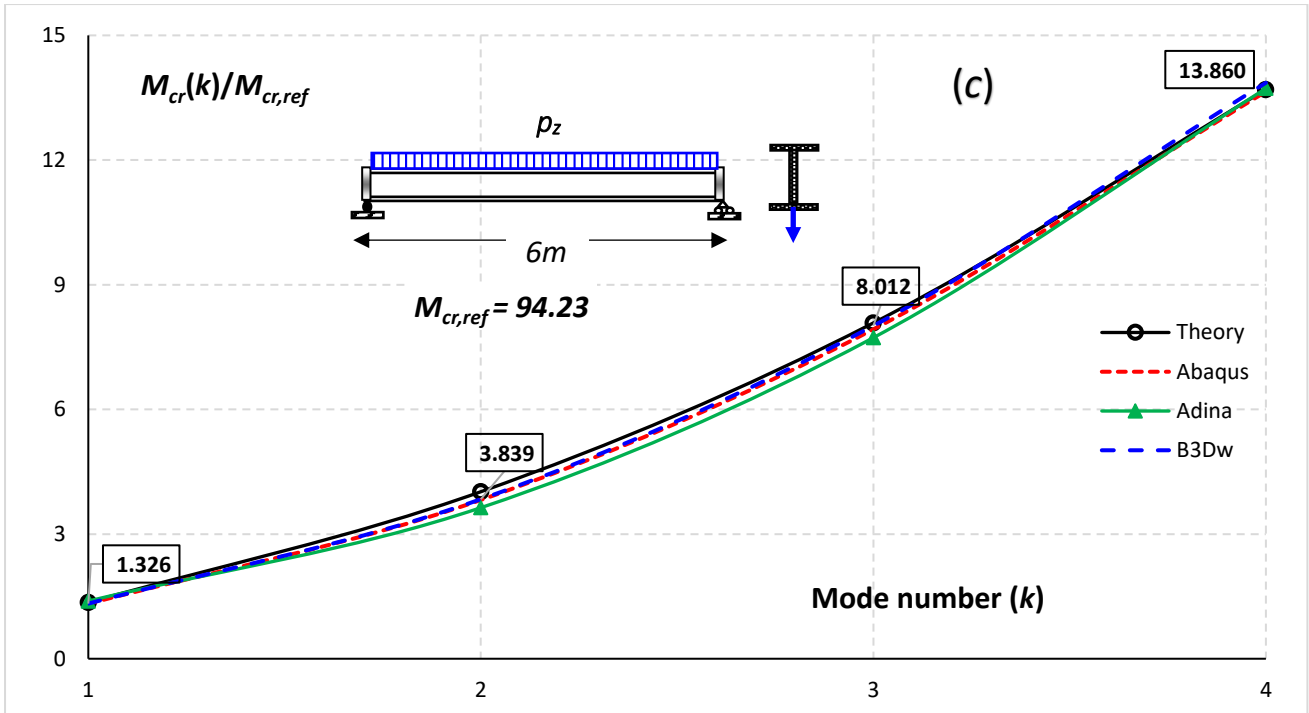 15
M_cr(k)/M_cr,ref
(c)
13.860
12
p_z
6m
9
8.012
M_cr,ref = 94.23
Theory
6
Abaqus
Adina
3.839
B3Dw
3
1.326
Mode number (k)
0
1 2 3 4